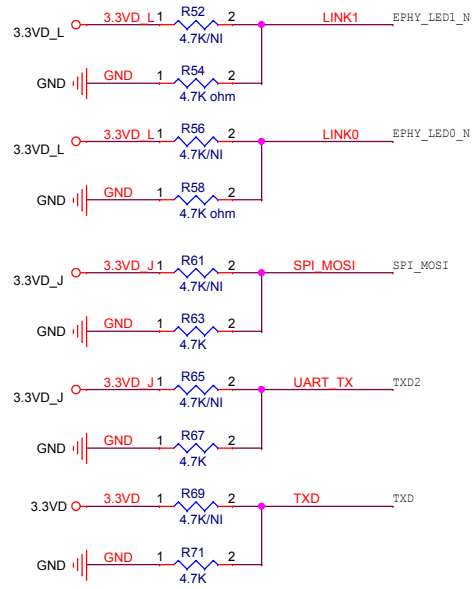 R52
3.3VD_L 3.3VD_L 1 2 LINK1 EPHY_LED1_N
4.7K/NI
R54
GND GND 1 2
4.7K ohm
R56
3.3VD_L 3.3VD_L 1 2 LINK0 EPHY_LED0_N
4.7K/NI
R58
GND GND 1 2
4.7K ohm
R61
3.3VD_J 3.3VD_J 1 2 SPI_MOSI SPI_MOSI
4.7K/NI
R63
GND GND 1 2
4.7K
R65
3.3VD_J 3.3VD_J 1 2 UART_TX TXD2
4.7K/NI
R67
GND GND 1 2
4.7K
R69
3.3VD 3.3VD 1 2 TXD TXD
4.7K/NI
R71
GND GND 1 2
4.7K